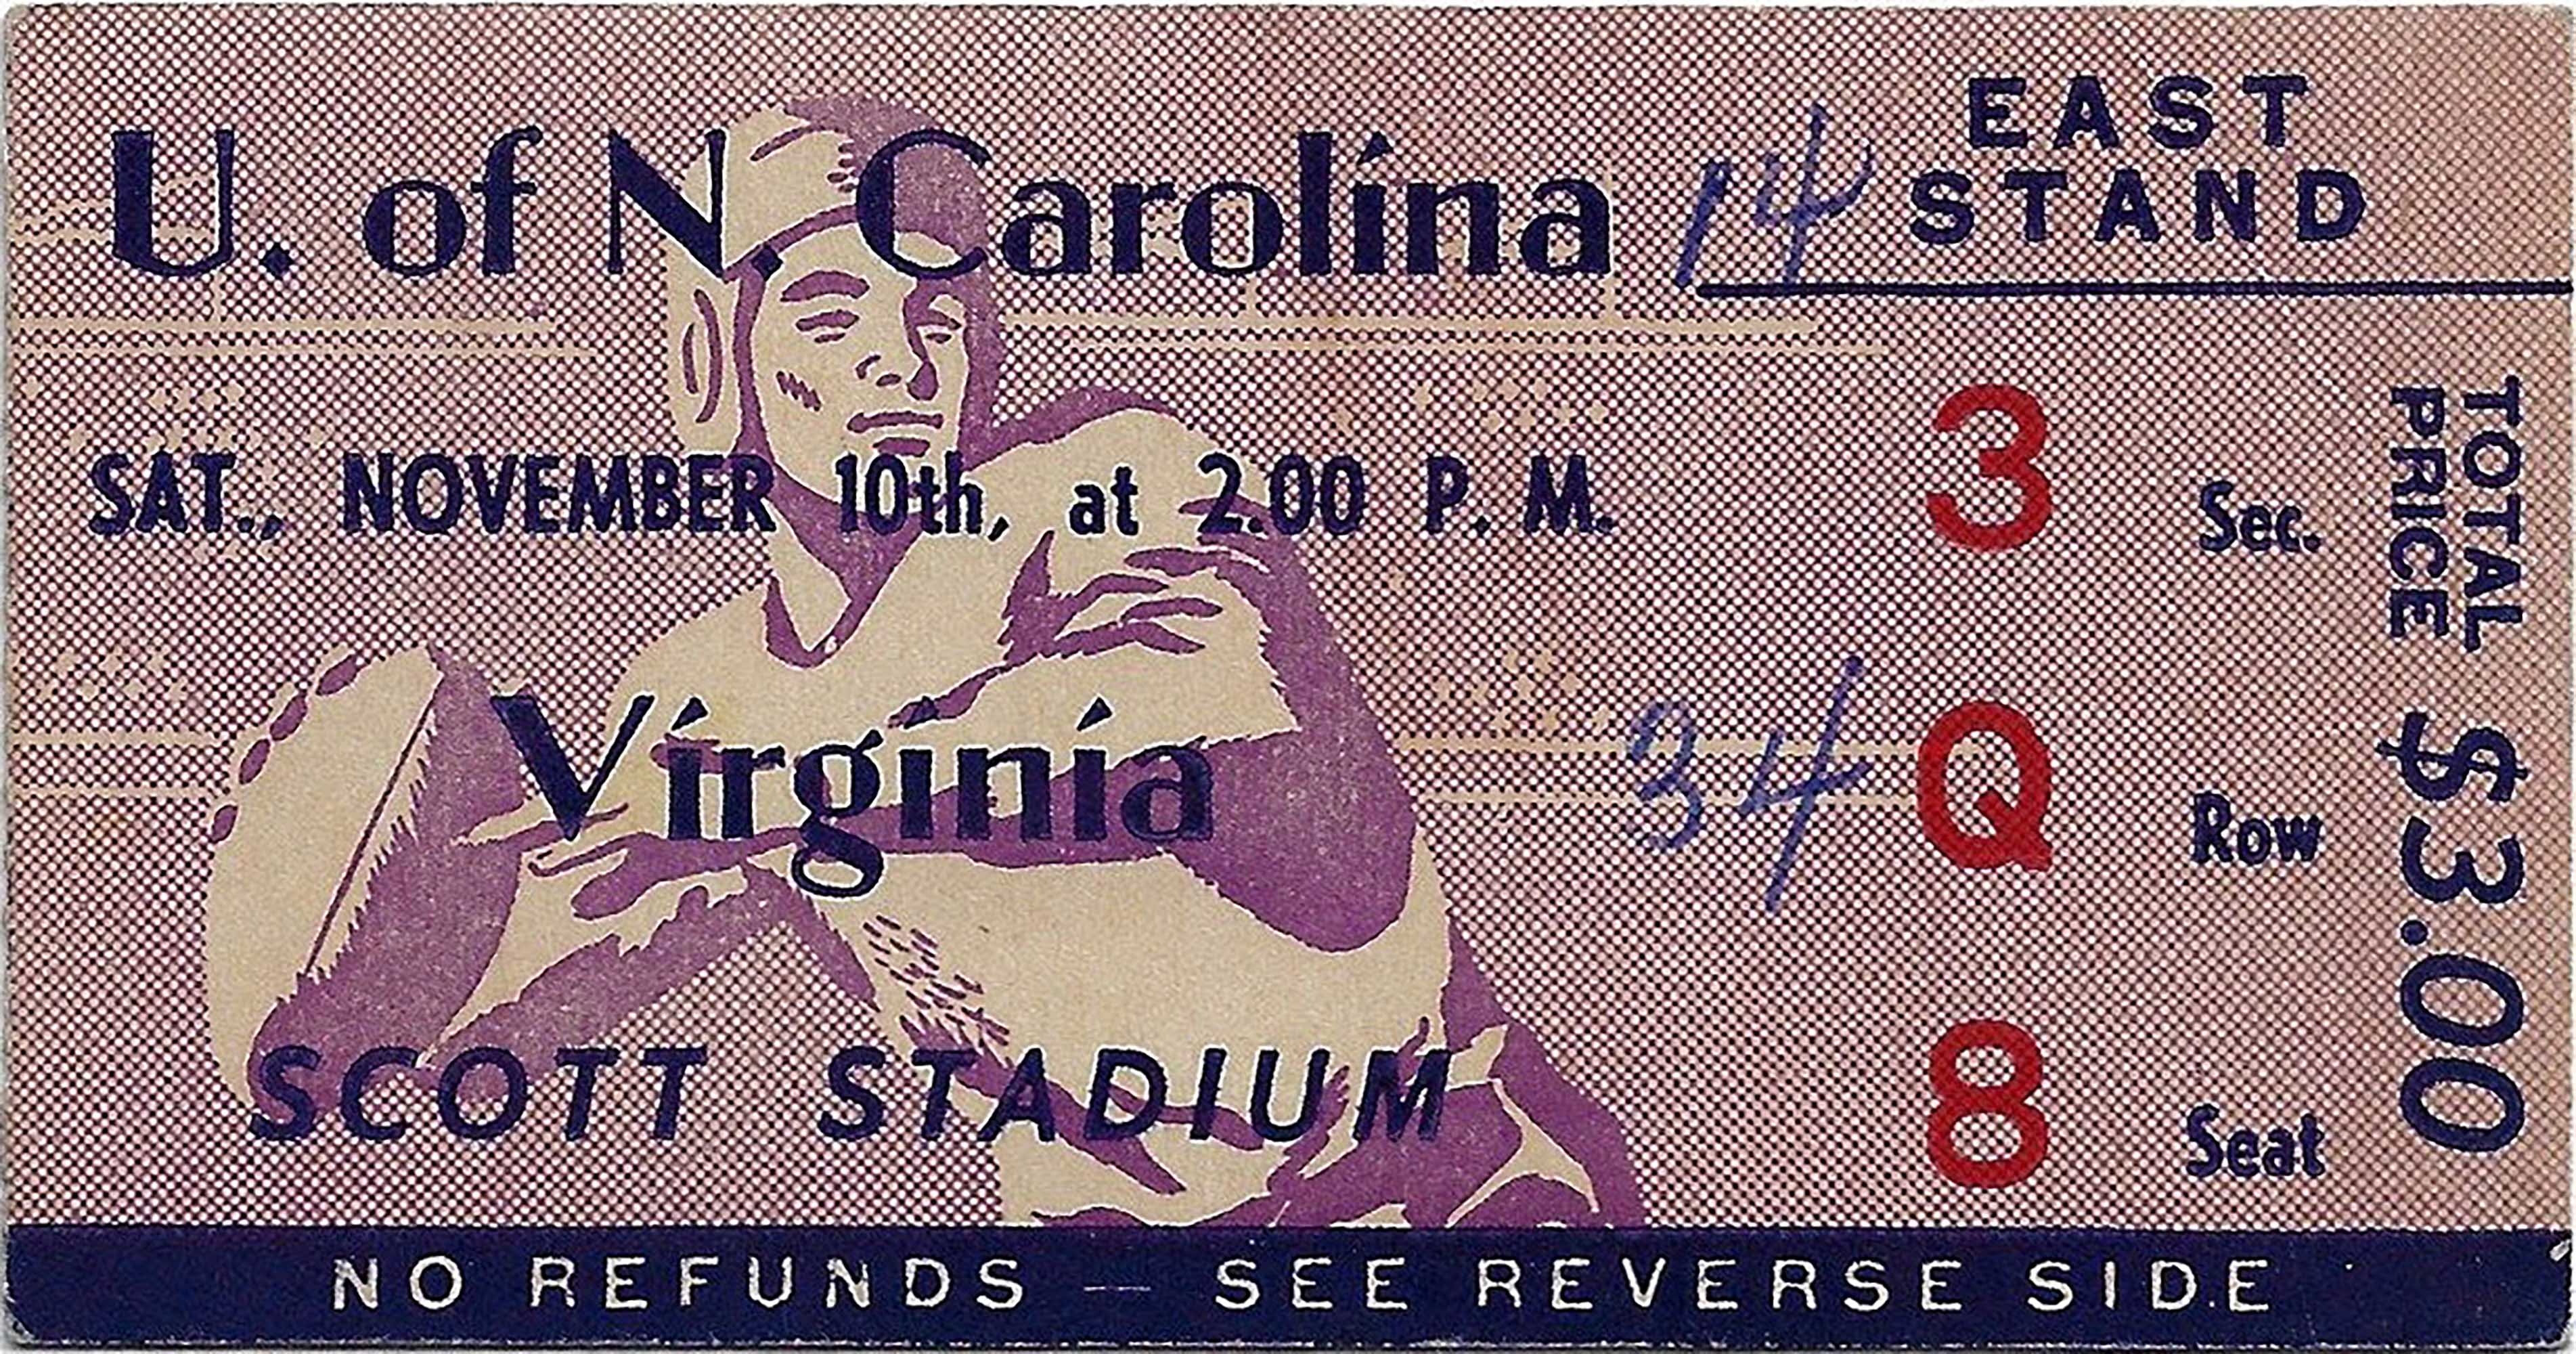 U. of N. Carolina 14
EAST
STAND
SAT., NOVEMBER 10th, at 2.00 P. M.
3 Sec.
Virginia 34
Q Row
SCOTT STADIUM
8 Seat
TOTAL
PRICE $3.00
NO REFUNDS — SEE REVERSE SIDE